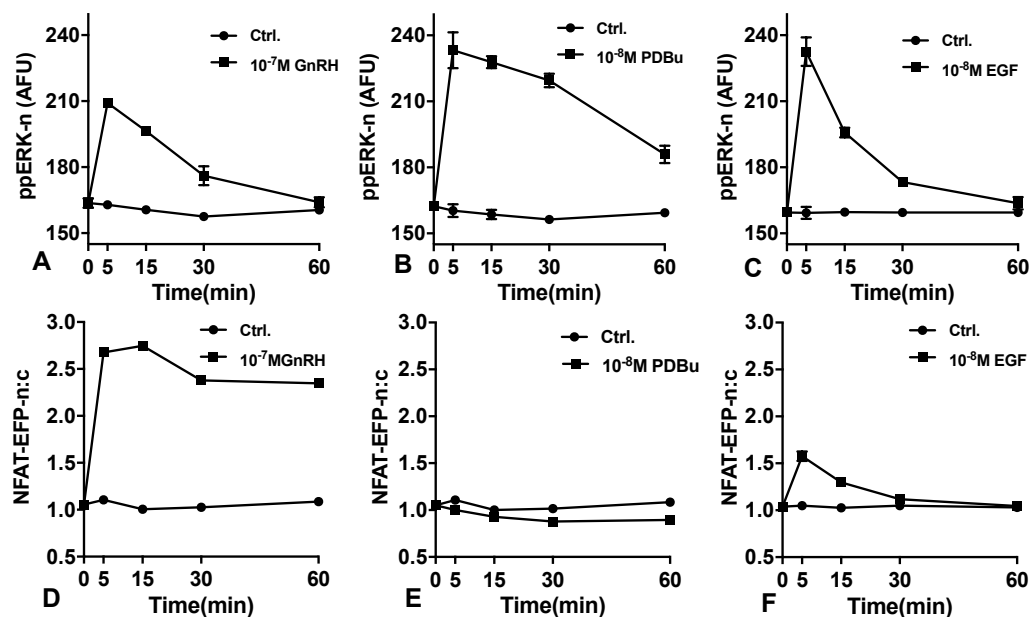 ppERK-n (AFU)
240
210
180
150
Ctrl.
10⁻⁷M GnRH
0 5 15 30 60
Time(min)
A
ppERK-n (AFU)
240
210
180
150
Ctrl.
10⁻⁸M PDBu
0 5 15 30 60
Time(min)
B
ppERK-n (AFU)
240
210
180
150
Ctrl.
10⁻⁸M EGF
0 5 15 30 60
Time(min)
C
NFAT-EFP-n:c
3.0
2.5
2.0
1.5
1.0
0.5
Ctrl.
10⁻⁷MGnRH
0 5 15 30 60
Time(min)
D
NFAT-EFP-n:c
3.0
2.5
2.0
1.5
1.0
0.5
Ctrl.
10⁻⁸M PDBu
0 5 15 30 60
Time(min)
E
NFAT-EFP-n:c
3.0
2.5
2.0
1.5
1.0
0.5
Ctrl.
10⁻⁸M EGF
0 5 15 30 60
Time(min)
F